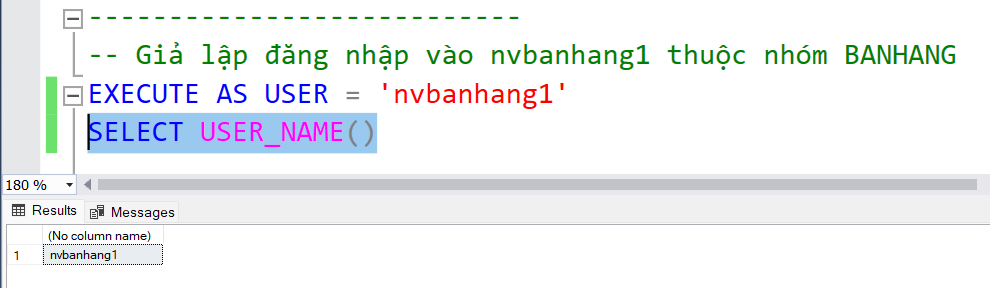 ----------------------------
-- Giả lập đăng nhập vào nvbanhang1 thuộc nhóm BANHANG
EXECUTE AS USER = 'nvbanhang1'
SELECT USER_NAME()
180 %
Results Messages
(No column name)
1 nvbanhang1